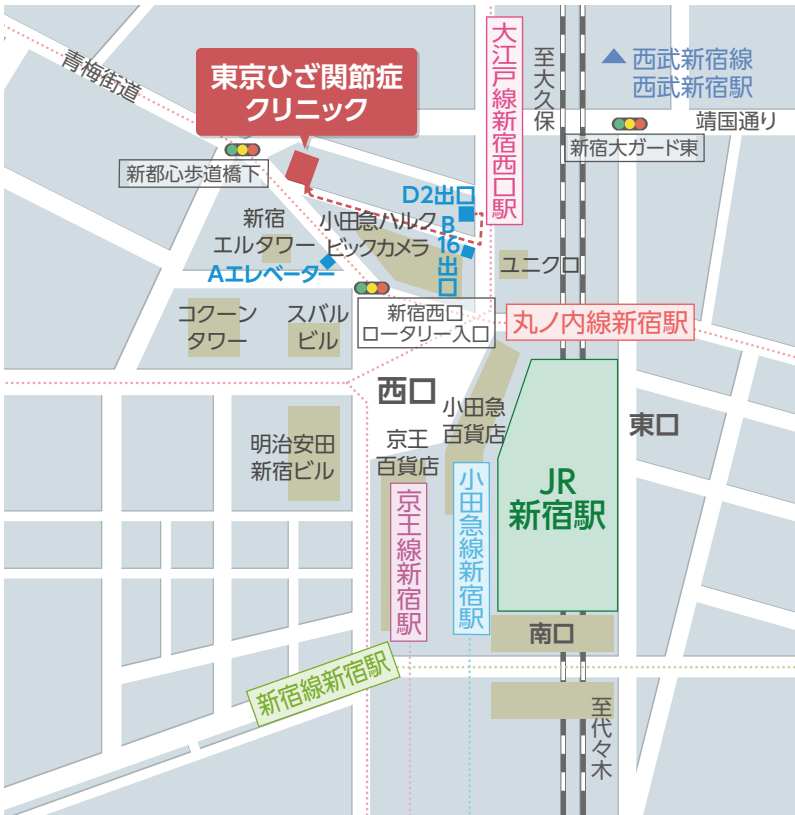 青梅街道
東京ひざ関節症
クリニック
大江戸線新宿西口駅
至大久保
西武新宿線
西武新宿駅
靖国通り
新宿大ガード東
新都心歩道橋下
D2出口
B16出口
新宿
エルタワー
小田急ハルク
ビックカメラ
Aエレベーター
ユニクロ
コクーン
タワー
スバル
ビル
新宿西口
ロータリー入口
丸ノ内線新宿駅
西口
小田急
百貨店
東口
明治安田
新宿ビル
京王
百貨店
JR
新宿駅
京王線新宿駅
小田急線新宿駅
南口
新宿線新宿駅
至代々木